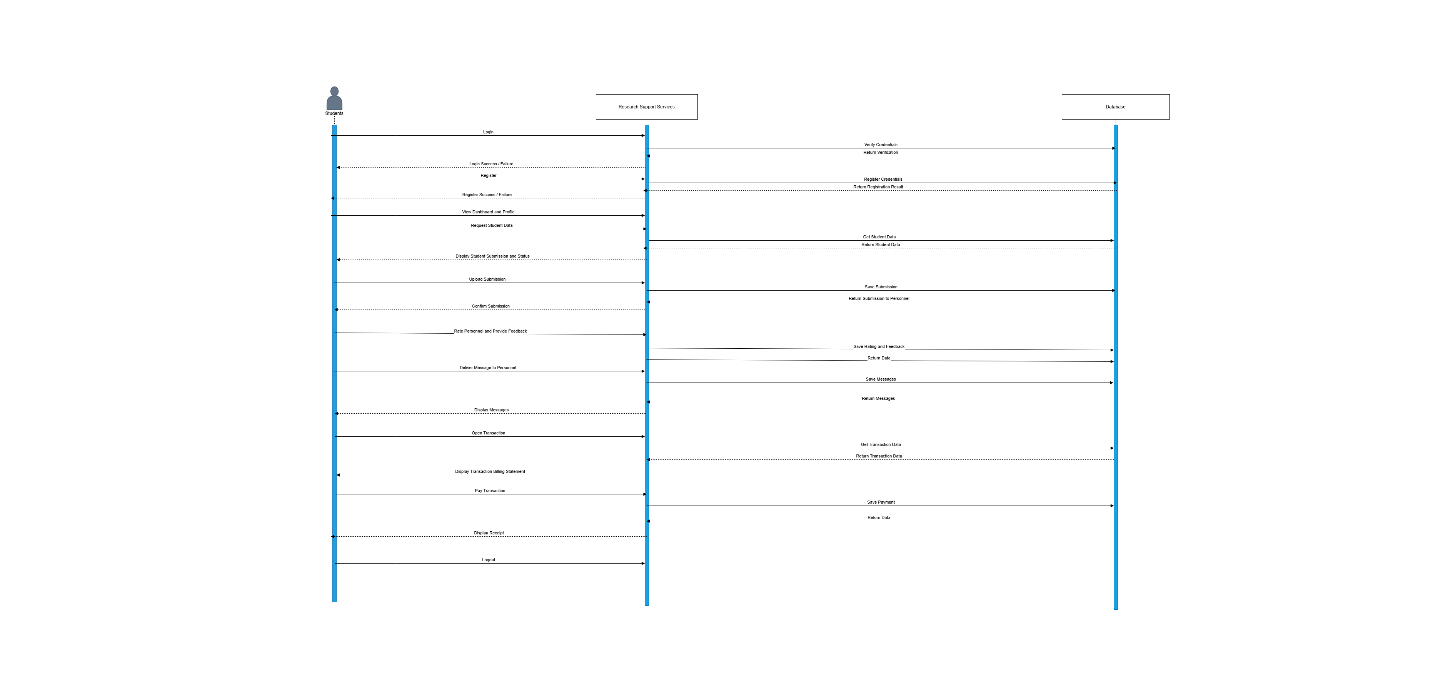 Students
Research Support Services
Database
Login
Verify Credentials
Return Verification
Login Success / Failure
Register
Register Credentials
Return Registration Result
Register Success / Failure
View Dashboard and Profile
Request Student Data
Get Student Data
Return Student Data
Display Student Submission and Status
Upload Submission
Save Submission
Return Submission to Personnel
Confirm Submission
Rate Personnel and Provide Feedback
Save Rating and Feedback
Return Data
Deliver Message to Personnel
Save Messages
Return Messages
Display Messages
Open Transaction
Get Transaction Data
Return Transaction Data
Display Transaction Billing Statement
Pay Transaction
Save Payment
Return Data
Display Receipt
Logout